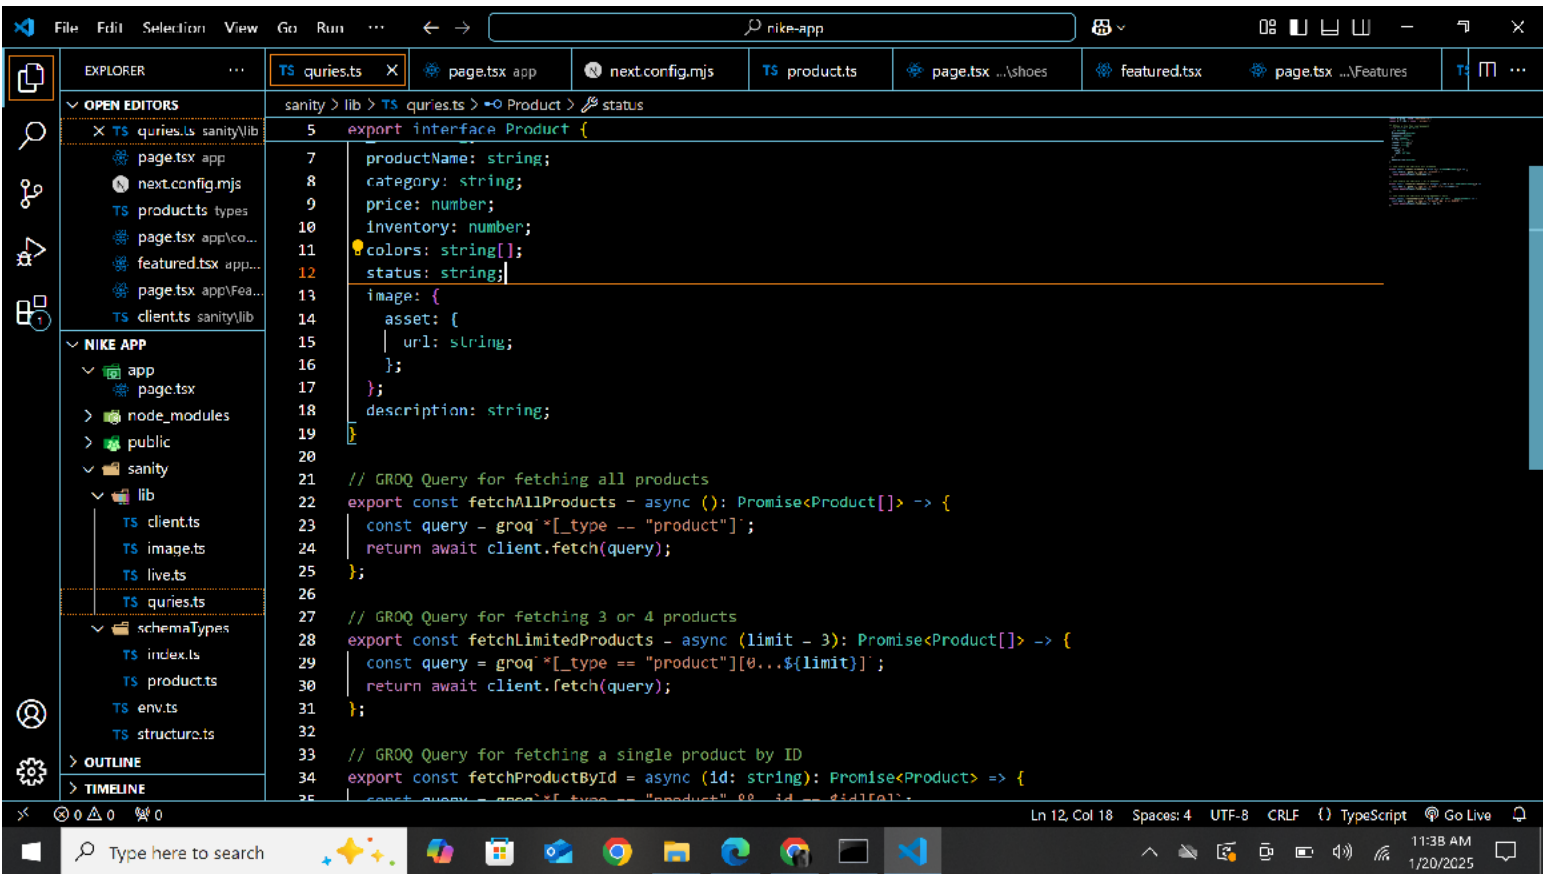 File Edit Selection View Go Run ··· nike-app
EXPLORER ···
TS quries.ts
page.tsx app
next.config.mjs
TS product.ts
page.tsx ...\shoes
featured.tsx
page.tsx ...\Features
OPEN EDITORS
TS quries.ts sanity\lib
page.tsx app
next.config.mjs
TS product.ts types
page.tsx app\co...
featured.tsx app...
page.tsx app\Fea...
TS client.ts sanity\lib
NIKE APP
app
page.tsx
node_modules
public
sanity
lib
TS client.ts
TS image.ts
TS live.ts
TS quries.ts
schemaTypes
TS index.ts
TS product.ts
TS env.ts
TS structure.ts
OUTLINE
TIMELINE
sanity > lib > TS quries.ts > Product > status
5 export interface Product {
7 productName: string;
8 category: string;
9 price: number;
10 inventory: number;
11 colors: string[];
12 status: string;
13 image: {
14 asset: {
15 url: string;
16 };
17 };
18 description: string;
19 }
20
21 // GROQ Query for fetching all products
22 export const fetchAllProducts = async (): Promise<Product[]> => {
23 const query = groq`*[_type == "product"]`;
24 return await client.fetch(query);
25 };
26
27 // GROQ Query for fetching 3 or 4 products
28 export const fetchLimitedProducts = async (limit = 3): Promise<Product[]> => {
29 const query = groq`*[_type == "product"][0...${limit}]`;
30 return await client.fetch(query);
31 };
32
33 // GROQ Query for fetching a single product by ID
34 export const fetchProductById = async (id: string): Promise<Product> => {
35 const query = groq`*[_type == "product" && _id == $id][0]`;
0 0 0
Ln 12, Col 18 Spaces: 4 UTF-8 CRLF {} TypeScript Go Live
Type here to search
11:38 AM
1/20/2025